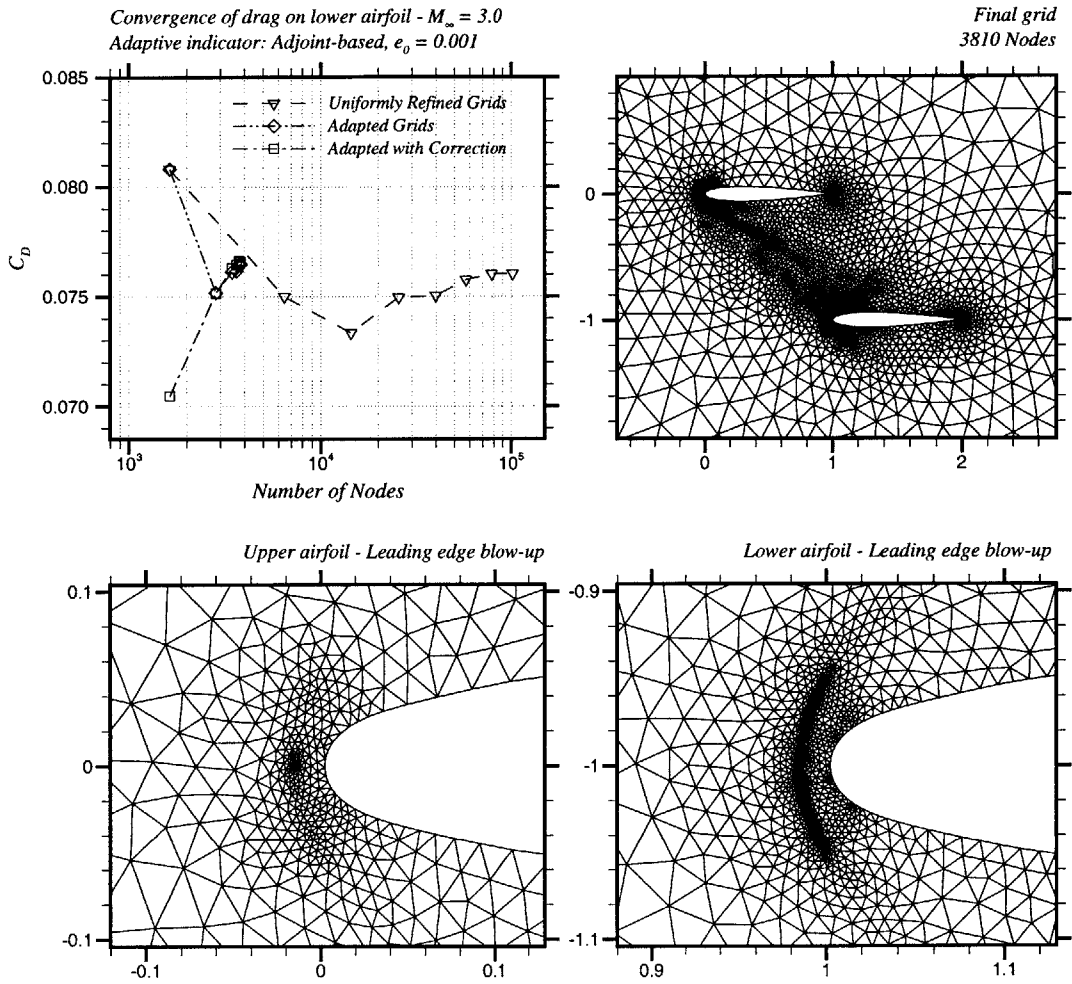 Convergence of drag on lower airfoil - M∞ = 3.0
Adaptive indicator: Adjoint-based, e₀ = 0.001
0.085
0.080
0.075
0.070
C_D
Uniformly Refined Grids
Adapted Grids
Adapted with Correction
10³
10⁴
10⁵
Number of Nodes
Final grid
3810 Nodes
0
-1
0
1
2
Upper airfoil - Leading edge blow-up
0.1
0
-0.1
-0.1
0
0.1
Lower airfoil - Leading edge blow-up
-0.9
-1
-1.1
0.9
1
1.1